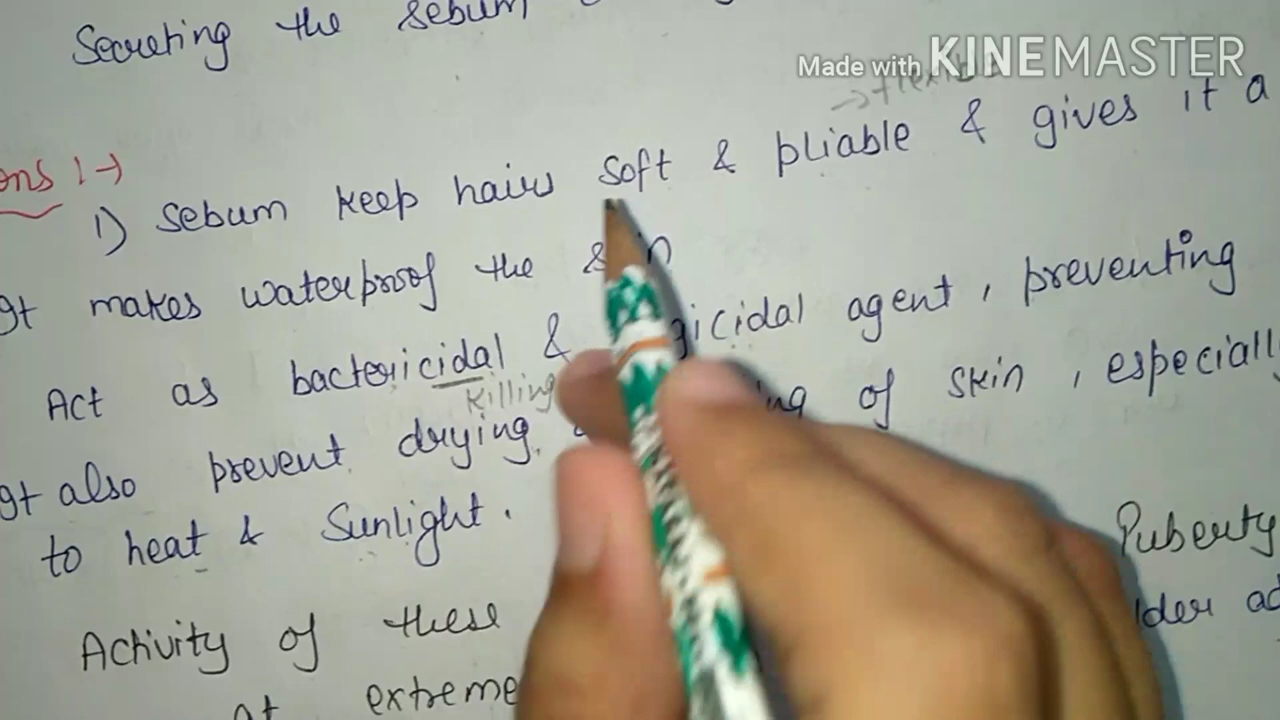 Secreting the sebum
Made with KINEMASTER
→ flexible
ons :→
1) Sebum keep hairs soft & pliable & gives it a
It makes waterproof the skin
Act as bactericidal & agent, preventing
Killing
It also prevent drying of skin, especially
to heat & Sunlight.
Puberty
Activity of these
at extreme